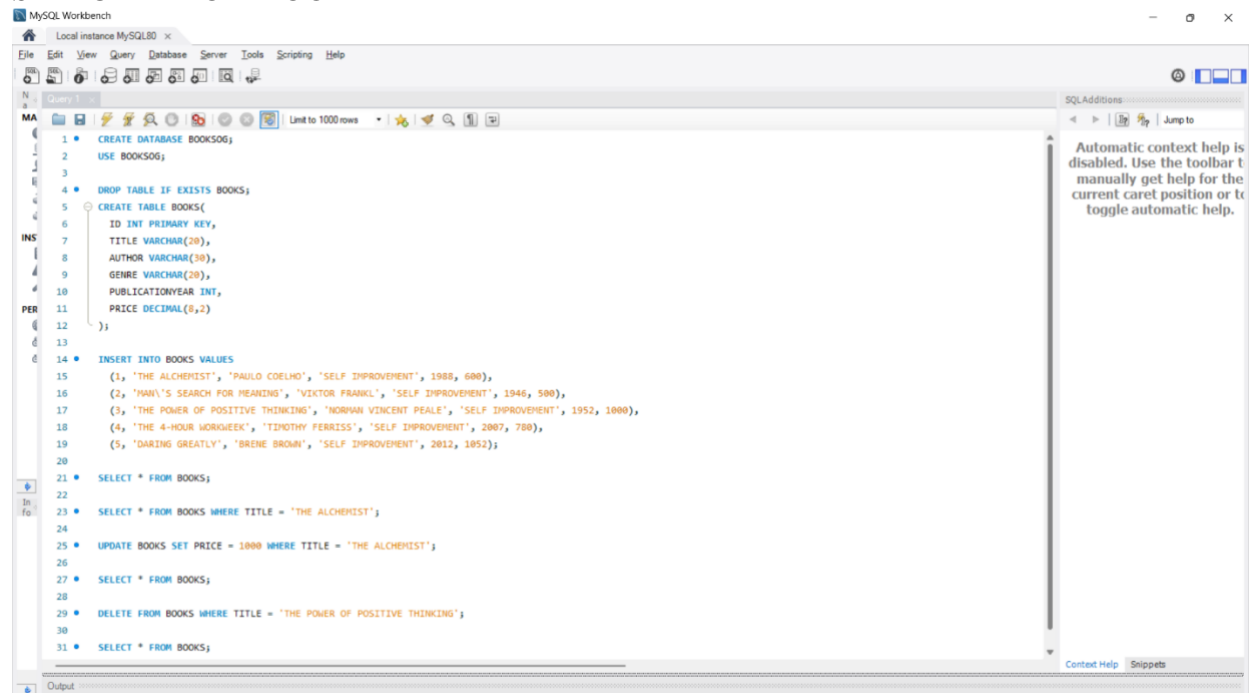 MySQL Workbench
Local instance MySQL80 ×
File Edit View Query Database Server Tools Scripting Help
Query 1 ×
SQLAdditions
Limit to 1000 rows
Jump to
1 CREATE DATABASE BOOKSOG;
2 USE BOOKSOG;
3
4 DROP TABLE IF EXISTS BOOKS;
5 CREATE TABLE BOOKS(
6 ID INT PRIMARY KEY,
7 TITLE VARCHAR(20),
8 AUTHOR VARCHAR(30),
9 GENRE VARCHAR(20),
10 PUBLICATIONYEAR INT,
11 PRICE DECIMAL(8,2)
12 );
13
14 INSERT INTO BOOKS VALUES
15 (1, 'THE ALCHEMIST', 'PAULO COELHO', 'SELF IMPROVEMENT', 1988, 600),
16 (2, 'MAN\'S SEARCH FOR MEANING', 'VIKTOR FRANKL', 'SELF IMPROVEMENT', 1946, 500),
17 (3, 'THE POWER OF POSITIVE THINKING', 'NORMAN VINCENT PEALE', 'SELF IMPROVEMENT', 1952, 1000),
18 (4, 'THE 4-HOUR WORKWEEK', 'TIMOTHY FERRISS', 'SELF IMPROVEMENT', 2007, 780),
19 (5, 'DARING GREATLY', 'BRENE BROWN', 'SELF IMPROVEMENT', 2012, 1052);
20
21 SELECT * FROM BOOKS;
22
23 SELECT * FROM BOOKS WHERE TITLE = 'THE ALCHEMIST';
24
25 UPDATE BOOKS SET PRICE = 1000 WHERE TITLE = 'THE ALCHEMIST';
26
27 SELECT * FROM BOOKS;
28
29 DELETE FROM BOOKS WHERE TITLE = 'THE POWER OF POSITIVE THINKING';
30
31 SELECT * FROM BOOKS;
Automatic context help is
disabled. Use the toolbar t
manually get help for the
current caret position or to
toggle automatic help.
N
a
MA
INS
PER
In
fo
Context Help Snippets
Output